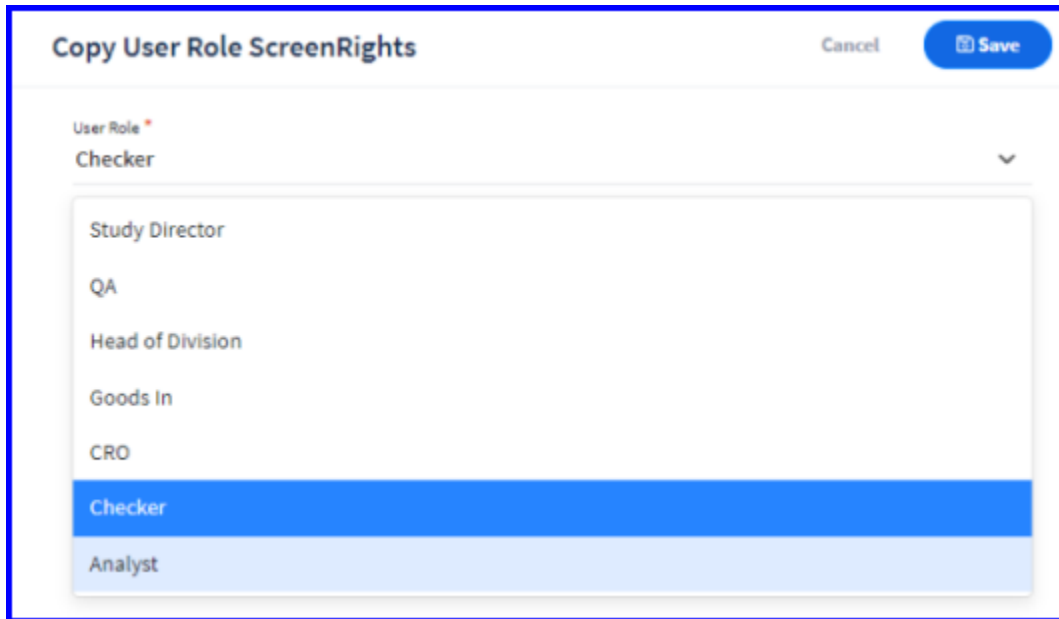 Copy User Role ScreenRights Cancel Save
User Role *
Checker
Study Director
QA
Head of Division
Goods In
CRO
Checker
Analyst